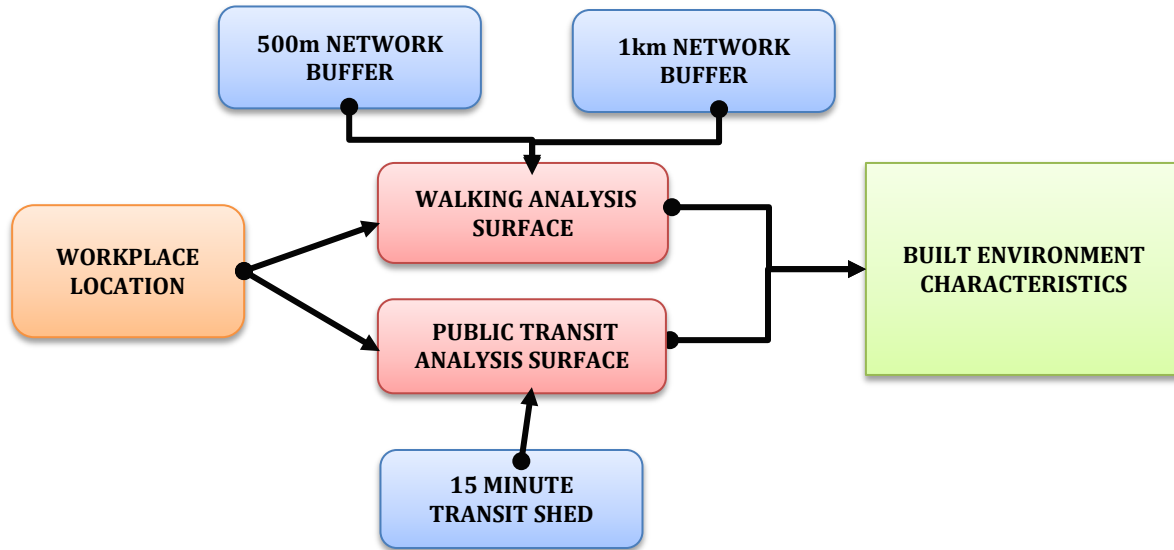 500m NETWORK
BUFFER
1km NETWORK
BUFFER
WALKING ANALYSIS
SURFACE
WORKPLACE
LOCATION
BUILT ENVIRONMENT
CHARACTERISTICS
PUBLIC TRANSIT
ANALYSIS SURFACE
15 MINUTE
TRANSIT SHED